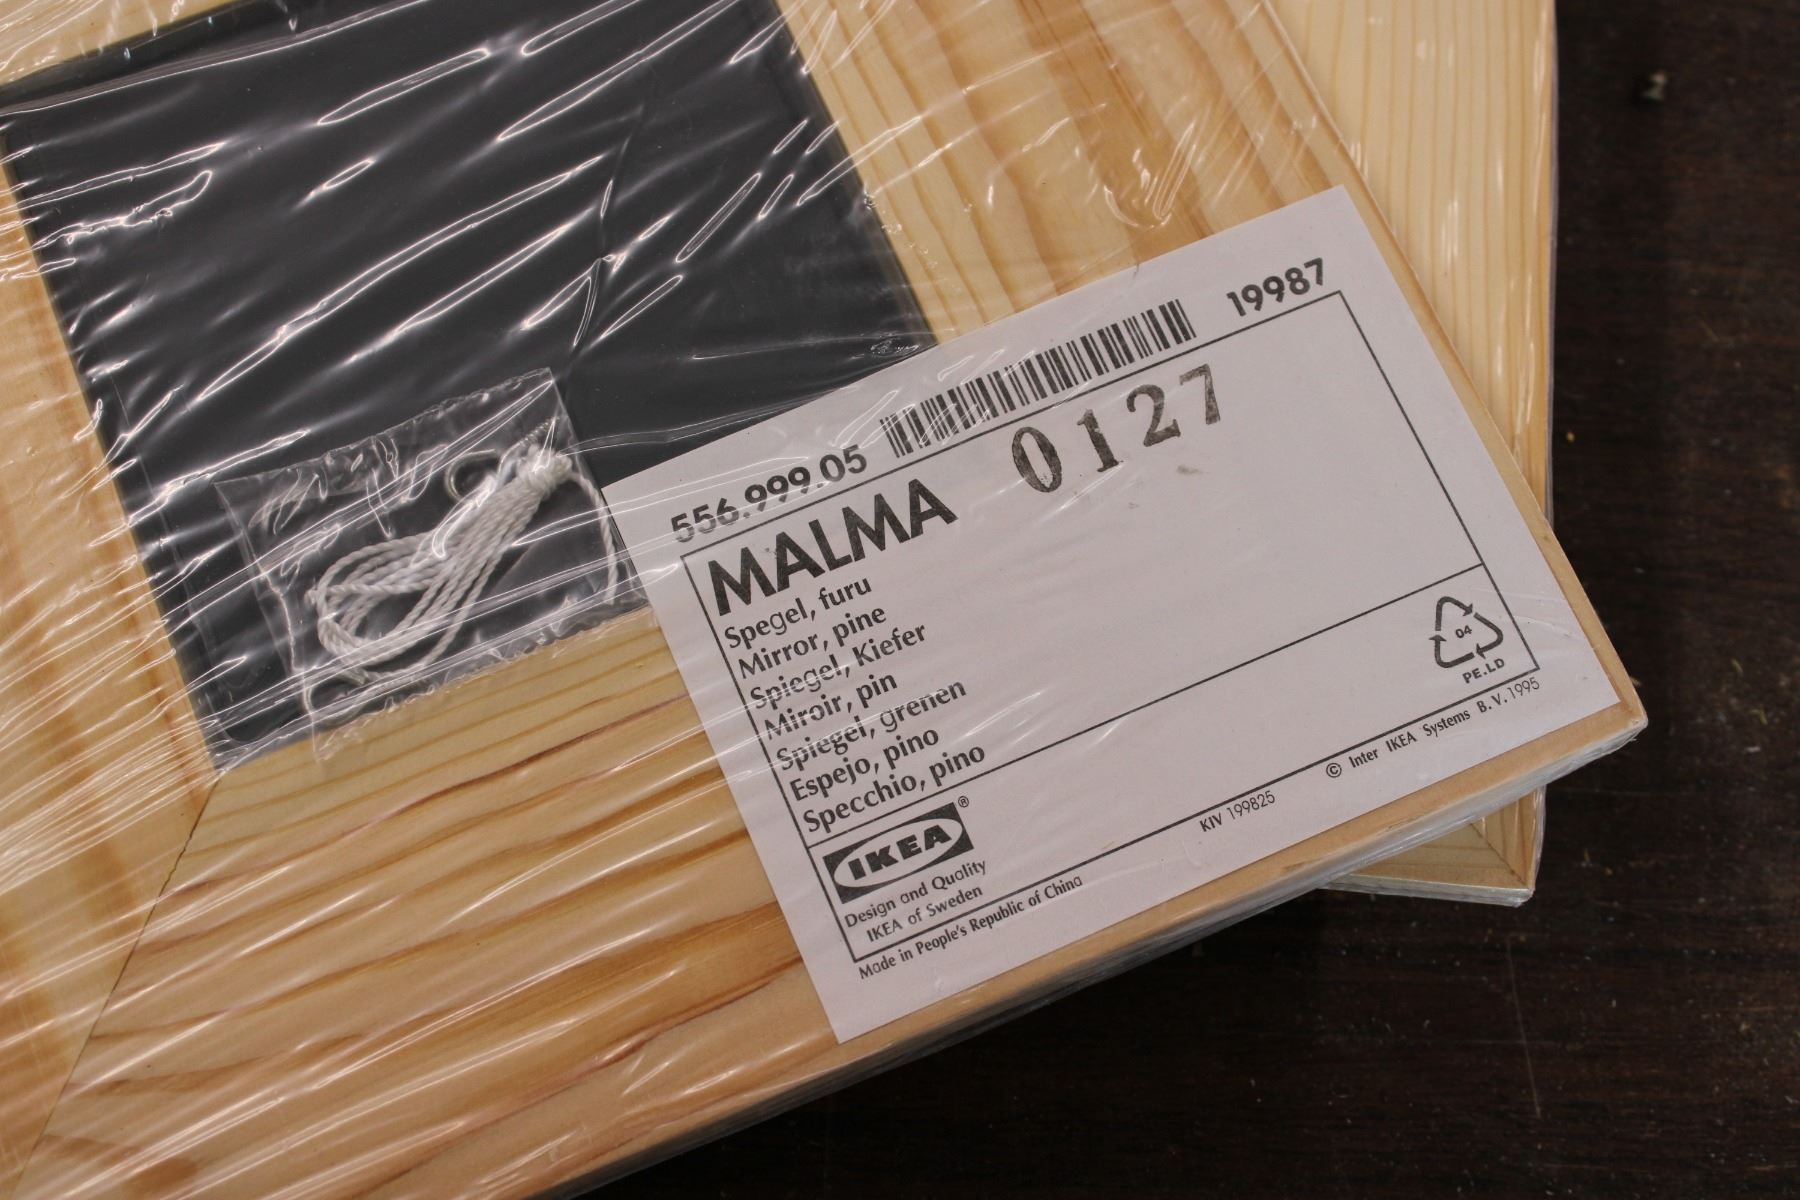 556.999.05 19987
MALMA 0127
Spegel, furu
Mirror, pine
Spiegel, Kiefer
Miroir, pin
Spiegel, grenen
Espejo, pino
Specchio, pino
04
PE.LD
IKEA®
Design and Quality
IKEA of Sweden
Made in People's Republic of China
KIV 199825
© Inter IKEA Systems B.V. 1995